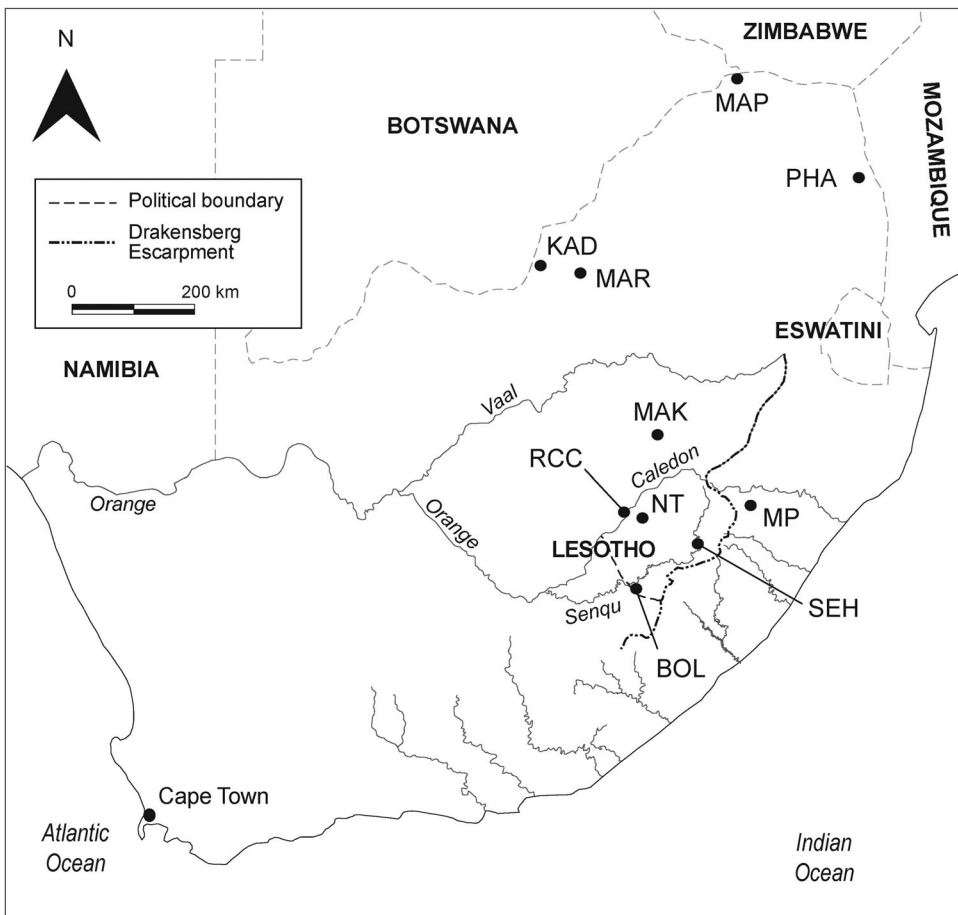 N
ZIMBABWE
MAP
BOTSWANA
MOZAMBIQUE
PHA
Political boundary
Drakensberg
Escarpment
0 200 km
KAD
MAR
ESWATINI
NAMIBIA
Vaal
MAK
RCC
Caledon
Orange
Orange
NT
MP
LESOTHO
SEH
Senqu
BOL
Cape Town
Atlantic
Ocean
Indian
Ocean